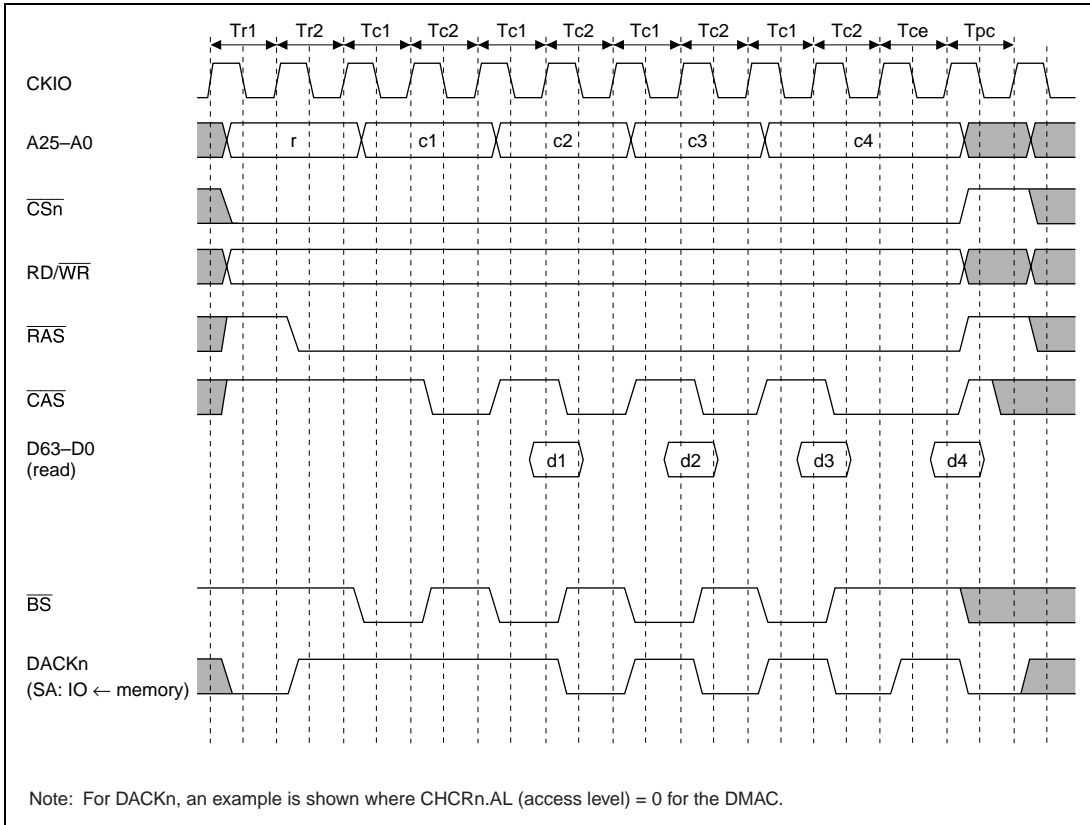 Tr1 Tr2 Tc1 Tc2 Tc1 Tc2 Tc1 Tc2 Tc1 Tc2 Tce Tpc
CKIO
A25–A0 r c1 c2 c3 c4
CSn
RD/WR
RAS
CAS
D63–D0
(read)
d1 d2 d3 d4
BS
DACKn
(SA: IO ← memory)
Note: For DACKn, an example is shown where CHCRn.AL (access level) = 0 for the DMAC.